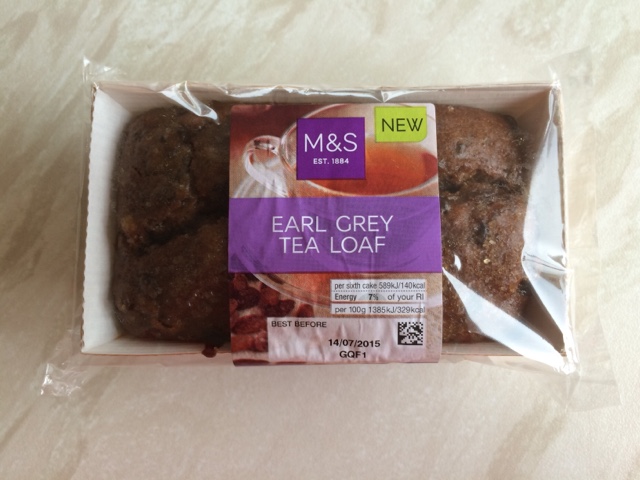 M&S
EST. 1884
NEW
EARL GREY
TEA LOAF
per sixth cake 589kJ/140kcal
Energy 7% of your RI
per 100g 1385kJ/329kcal
BEST BEFORE
14/07/2015
GQF1